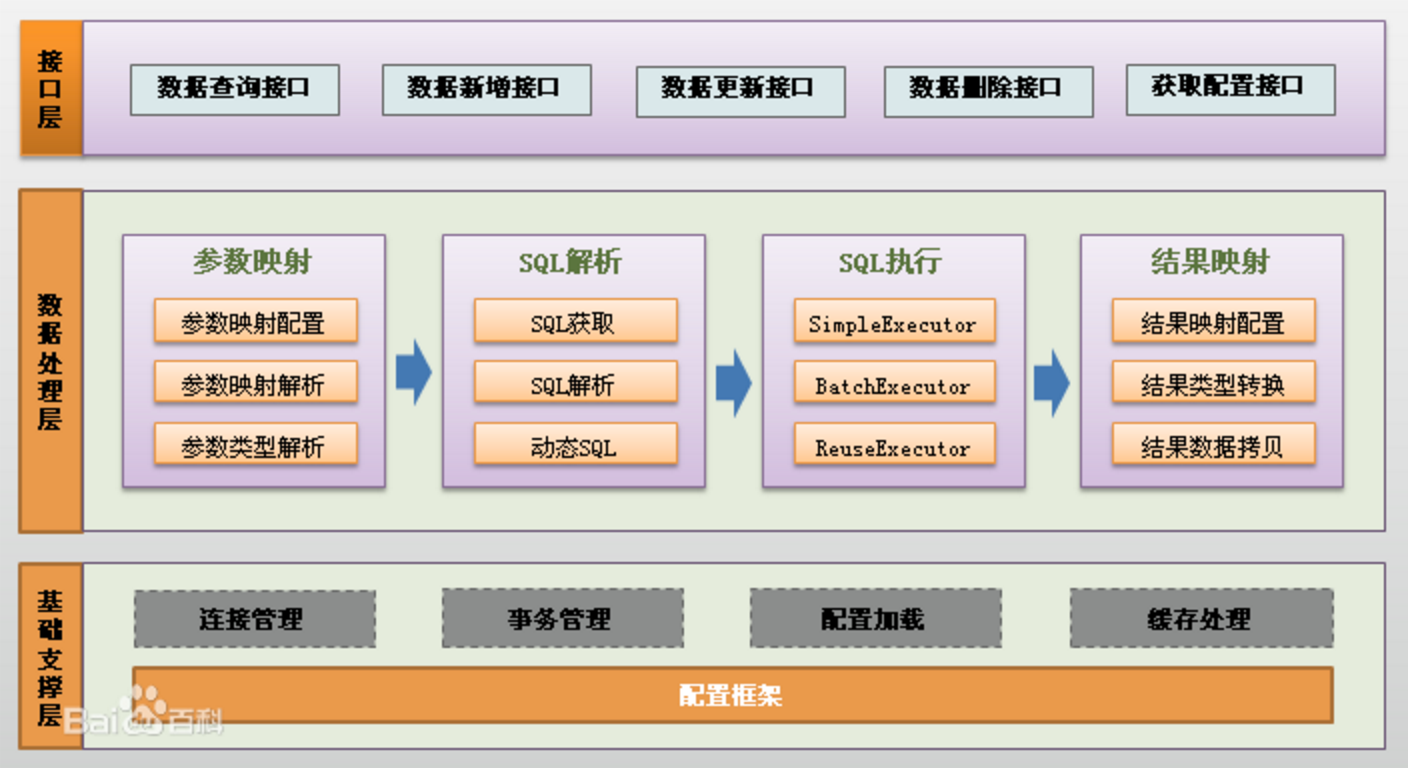 接口层
数据查询接口
数据新增接口
数据更新接口
数据删除接口
获取配置接口
数据处理层
参数映射
参数映射配置
参数映射解析
参数类型解析
SQL解析
SQL获取
SQL解析
动态SQL
SQL执行
SimpleExecutor
BatchExecutor
ReuseExecutor
结果映射
结果映射配置
结果类型转换
结果数据拷贝
基础支撑层
连接管理
事务管理
配置加载
缓存处理
配置框架
Bai du 百科